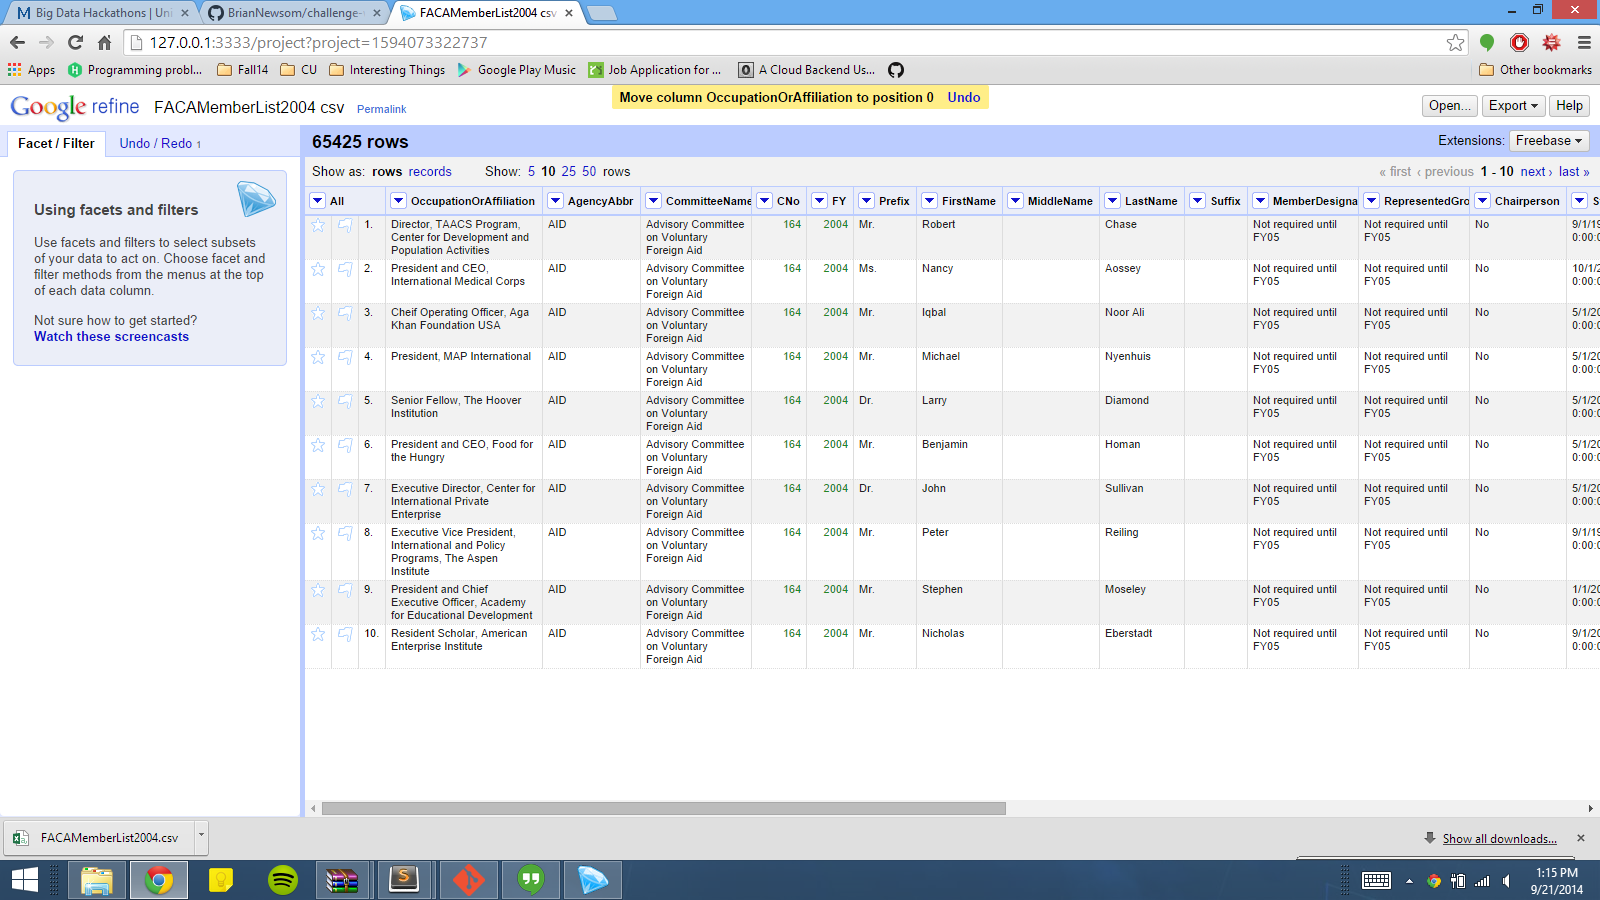 Big Data Hackathons | Uni
BrianNewsom/challenge-
FACAMemberList2004 csv
127.0.0.1:3333/project?project=1594073322737
Apps
Programming probl...
Fall14
CU
Interesting Things
Google Play Music
Job Application for ...
A Cloud Backend Us...
Other bookmarks
Google refine
FACAMemberList2004 csv
Permalink
Move column OccupationOrAffiliation to position 0 Undo
Open...
Export
Help
Facet / Filter
Undo / Redo 1
65425 rows
Extensions: Freebase
Show as: rows records
Show: 5 10 25 50 rows
« first ‹ previous 1 - 10 next › last »
Using facets and filters
Use facets and filters to select subsets
of your data to act on. Choose facet and
filter methods from the menus at the top
of each data column.
Not sure how to get started?
Watch these screencasts
All OccupationOrAffiliation AgencyAbbr CommitteeName CNo FY Prefix FirstName MiddleName LastName Suffix MemberDesigna RepresentedGro Chairperson S
1. Director, TAACS Program, AID Advisory Committee 164 2004 Mr. Robert Chase Not required until Not required until No 9/1/19
Center for Development and on Voluntary FY05 FY05 0:00:0
Population Activities Foreign Aid
2. President and CEO, AID Advisory Committee 164 2004 Ms. Nancy Aossey Not required until Not required until No 10/1/2
International Medical Corps on Voluntary FY05 FY05 0:00:0
Foreign Aid
3. Cheif Operating Officer, Aga AID Advisory Committee 164 2004 Mr. Iqbal Noor Ali Not required until Not required until No 5/1/20
Khan Foundation USA on Voluntary FY05 FY05 0:00:0
Foreign Aid
4. President, MAP International AID Advisory Committee 164 2004 Mr. Michael Nyenhuis Not required until Not required until No 5/1/20
on Voluntary FY05 FY05 0:00:0
Foreign Aid
5. Senior Fellow, The Hoover AID Advisory Committee 164 2004 Dr. Larry Diamond Not required until Not required until No 5/1/20
Institution on Voluntary FY05 FY05 0:00:0
Foreign Aid
6. President and CEO, Food for AID Advisory Committee 164 2004 Mr. Benjamin Homan Not required until Not required until No 5/1/20
the Hungry on Voluntary FY05 FY05 0:00:0
Foreign Aid
7. Executive Director, Center for AID Advisory Committee 164 2004 Dr. John Sullivan Not required until Not required until No 5/1/20
International Private on Voluntary FY05 FY05 0:00:0
Enterprise Foreign Aid
8. Executive Vice President, AID Advisory Committee 164 2004 Mr. Peter Reiling Not required until Not required until No 9/1/19
International and Policy on Voluntary FY05 FY05 0:00:0
Programs, The Aspen Foreign Aid
Institute
9. President and Chief AID Advisory Committee 164 2004 Mr. Stephen Moseley Not required until Not required until No 1/1/20
Executive Officer, Academy on Voluntary FY05 FY05 0:00:0
for Educational Development Foreign Aid
10. Resident Scholar, American AID Advisory Committee 164 2004 Mr. Nicholas Eberstadt Not required until Not required until No 9/1/20
Enterprise Institute on Voluntary FY05 FY05 0:00:0
Foreign Aid
FACAMemberList2004.csv
Show all downloads...
1:15 PM
9/21/2014